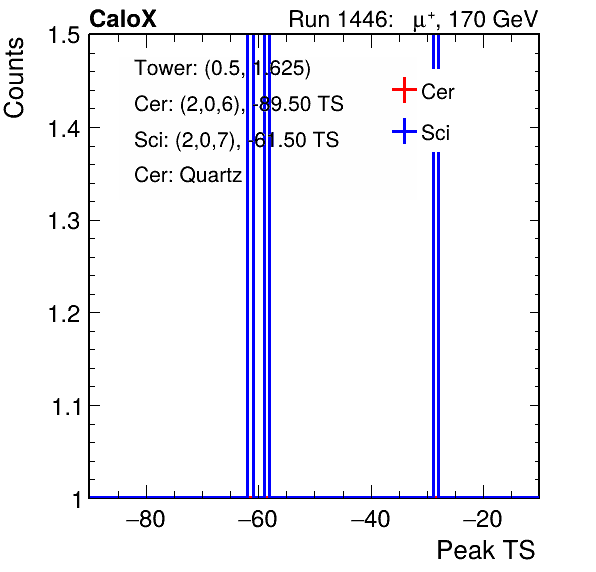 CaloX Run 1446: μ⁺, 170 GeV
Counts
1.5
1.4
1.3
1.2
1.1
1
Tower: (0.5, 1.625)
Cer: (2,0,6), -89.50 TS
Sci: (2,0,7), -61.50 TS
Cer: Quartz
Cer
Sci
−80 −60 −40 −20
Peak TS